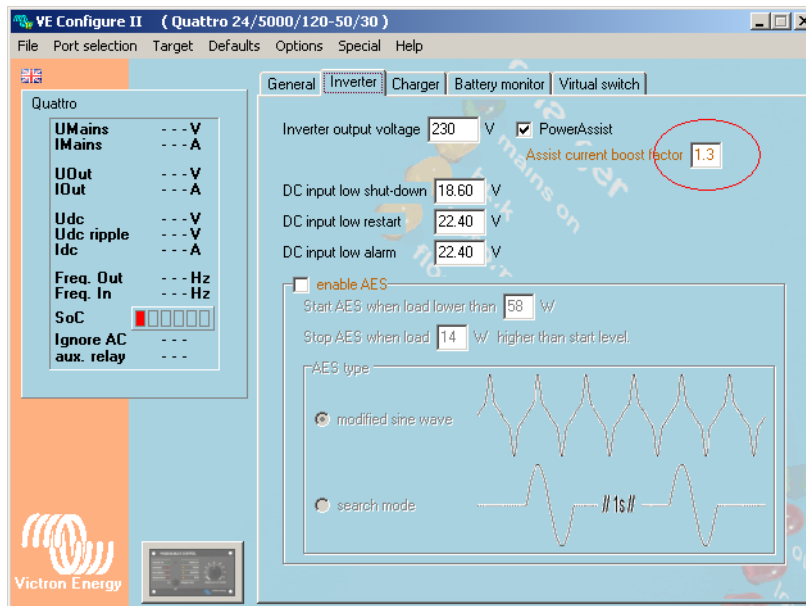 VE Configure II ( Quattro 24/5000/120-50/30 )
File Port selection Target Defaults Options Special Help
General Inverter Charger Battery monitor Virtual switch
Quattro
UMains - - - V
IMains - - - A
UOut - - - V
IOut - - - A
Udc - - - V
Udc ripple - - - V
Idc - - - A
Freq. Out - - - Hz
Freq. In - - - Hz
SoC
Ignore AC - - -
aux. relay - - -
Inverter output voltage 230 V PowerAssist
Assist current boost factor 1.3
DC input low shut-down 18.60 V
DC input low restart 22.40 V
DC input low alarm 22.40 V
enable AES
Start AES when load lower than 58 W
Stop AES when load 14 W higher than start level.
AES type
modified sine wave
search mode
// 1s //
Victron Energy
mains on